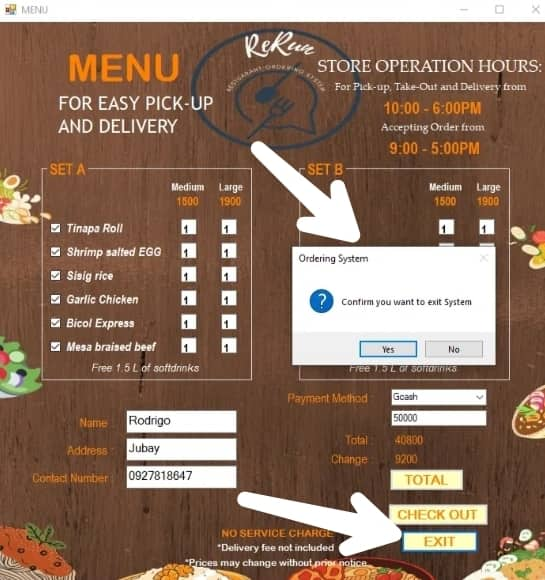 MENU
ReRun
RESTAURANT ORDERING SYSTEM
MENU
FOR EASY PICK-UP
AND DELIVERY
STORE OPERATION HOURS:
For Pick-up, Take-Out and Delivery from
10:00 - 6:00PM
Accepting Order from
9:00 - 5:00PM
SET A
Medium Large
1500 1900
Tinapa Roll 1 1
Shrimp salted EGG 1 1
Sisig rice 1 1
Garlic Chicken 1 1
Bicol Express 1 1
Mesa braised beef 1 1
Free 1.5 L of softdrinks
SET B
Medium Large
1500 1900
1 1
Ordering System
? Confirm you want to exit System
Yes No
Free 1.5 L of softdrinks
Name : Rodrigo
Address : Jubay
Contact Number : 0927818647
Payment Method : Gcash
50000
Total : 40800
Change : 9200
TOTAL
CHECK OUT
EXIT
NO SERVICE CHARGE
*Delivery fee not included
*Prices may change without prior notice